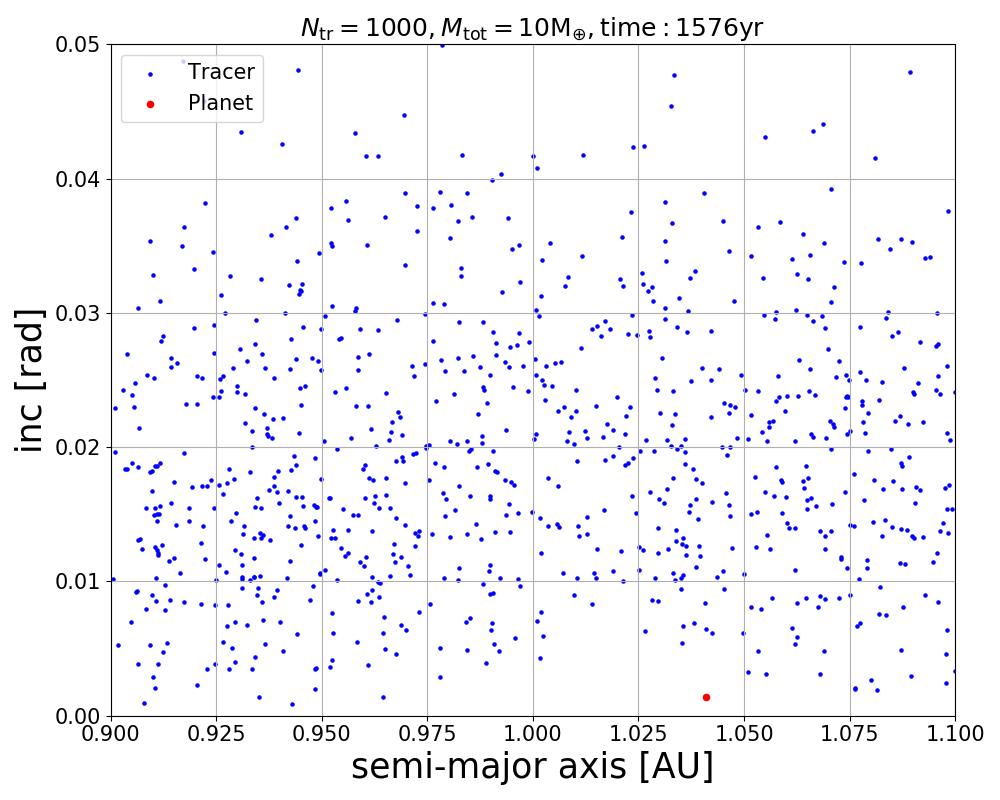 N_tr = 1000, M_tot = 10M_⊕, time : 1576yr
Tracer
Planet
0.05
0.04
0.03
0.02
0.01
0.00
inc [rad]
0.900 0.925 0.950 0.975 1.000 1.025 1.050 1.075 1.100
semi-major axis [AU]